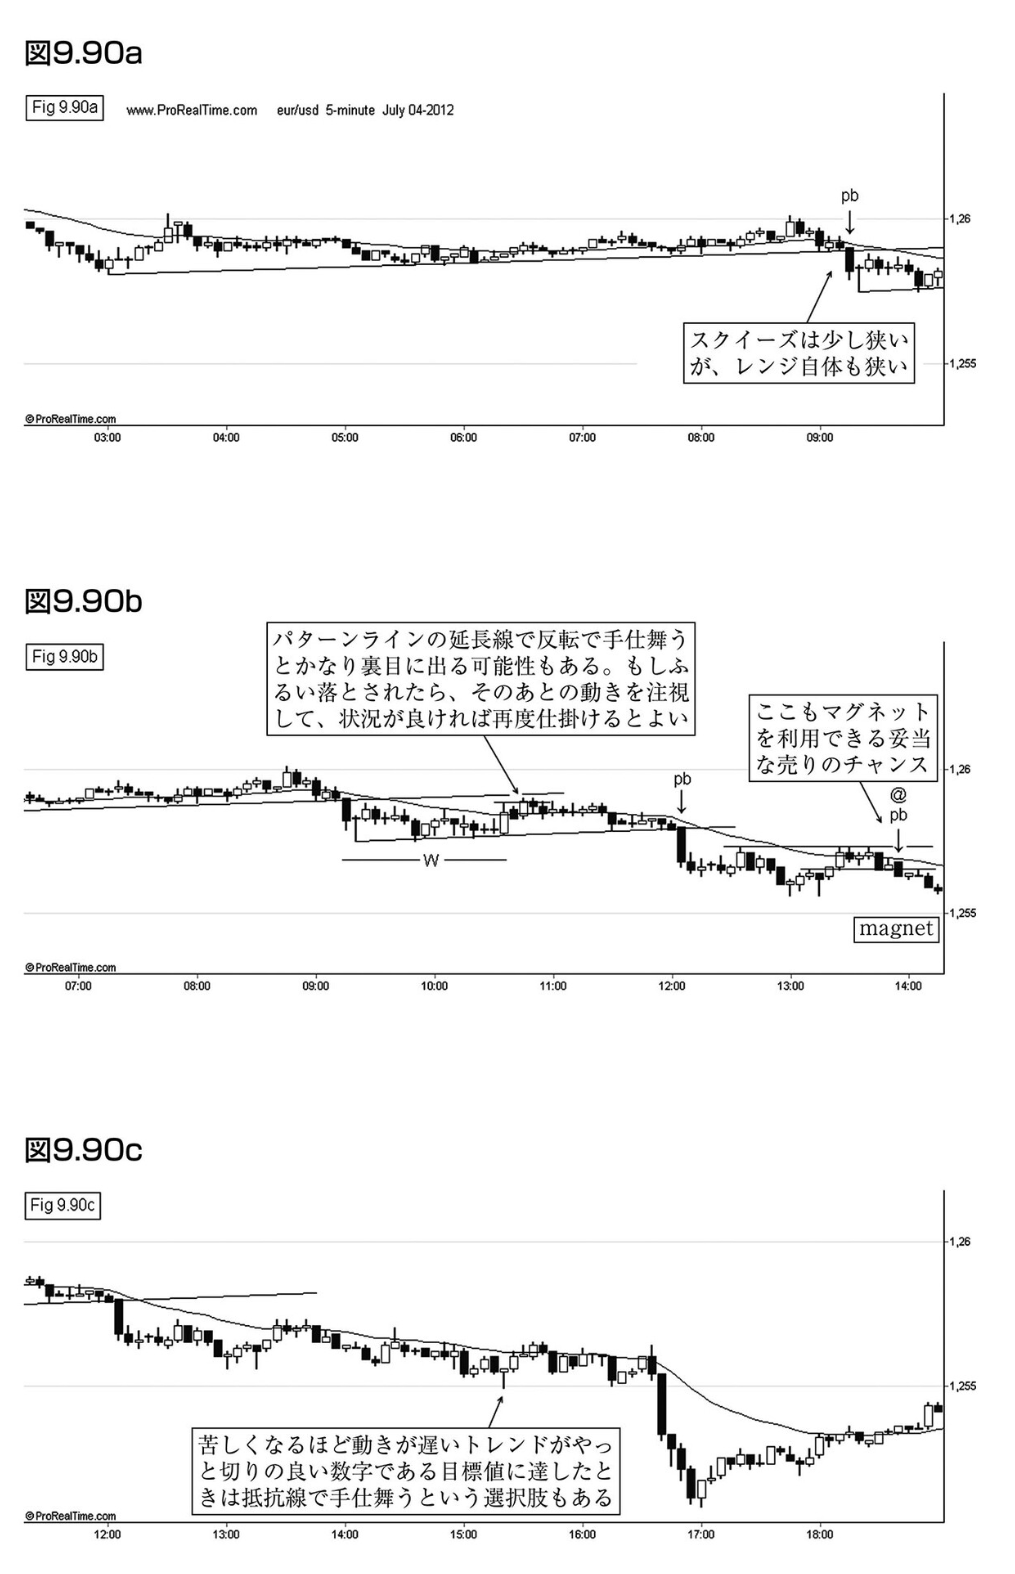 図9.90a
Fig 9.90a www.ProRealTime.com eur/usd 5-minute July 04-2012
pb
1,26
スクイーズは少し狭い
が、レンジ自体も狭い
1,255
©ProRealTime.com
03:00 04:00 05:00 06:00 07:00 08:00 09:00
図9.90b
Fig 9.90b
パターンラインの延長線で反転で手仕舞う
とかなり裏目に出る可能性もある。もしふ
るい落とされたら、そのあとの動きを注視
して、状況が良ければ再度仕掛けるとよい
ここもマグネット
を利用できる妥当
な売りのチャンス
pb
1,26
@
pb
W
1,255
magnet
©ProRealTime.com
07:00 08:00 09:00 10:00 11:00 12:00 13:00 14:00
図9.90c
Fig 9.90c
1,26
1,255
苦しくなるほど動きが遅いトレンドがやっ
と切りの良い数字である目標値に達したと
きは抵抗線で手仕舞うという選択肢もある
©ProRealTime.com
12:00 13:00 14:00 15:00 16:00 17:00 18:00